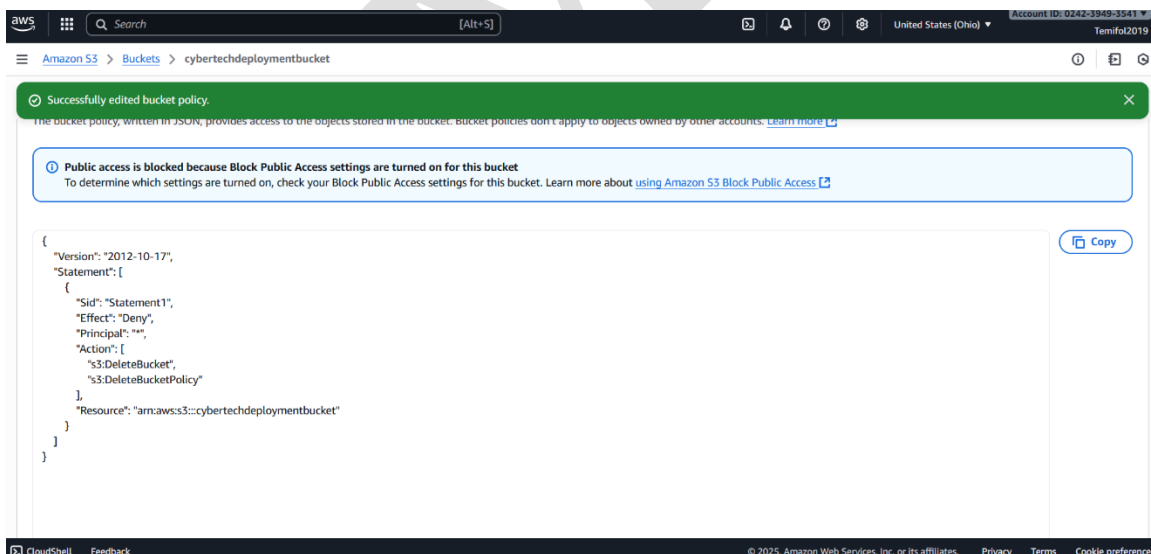 aws
Search [Alt+S]
United States (Ohio) ▼
Account ID: 0242-3949-3541 ▼
Temifol2019
Amazon S3 > Buckets > cybertechdeploymentbucket
Successfully edited bucket policy.
The bucket policy, written in JSON, provides access to the objects stored in the bucket. Bucket policies don't apply to objects owned by other accounts. Learn more
Public access is blocked because Block Public Access settings are turned on for this bucket
To determine which settings are turned on, check your Block Public Access settings for this bucket. Learn more about using Amazon S3 Block Public Access
Copy
{
"Version": "2012-10-17",
"Statement": [
{
"Sid": "Statement1",
"Effect": "Deny",
"Principal": "*",
"Action": [
"s3:DeleteBucket",
"s3:DeleteBucketPolicy"
],
"Resource": "arn:aws:s3:::cybertechdeploymentbucket"
}
]
}
CloudShell Feedback © 2025, Amazon Web Services, Inc. or its affiliates. Privacy Terms Cookie preference